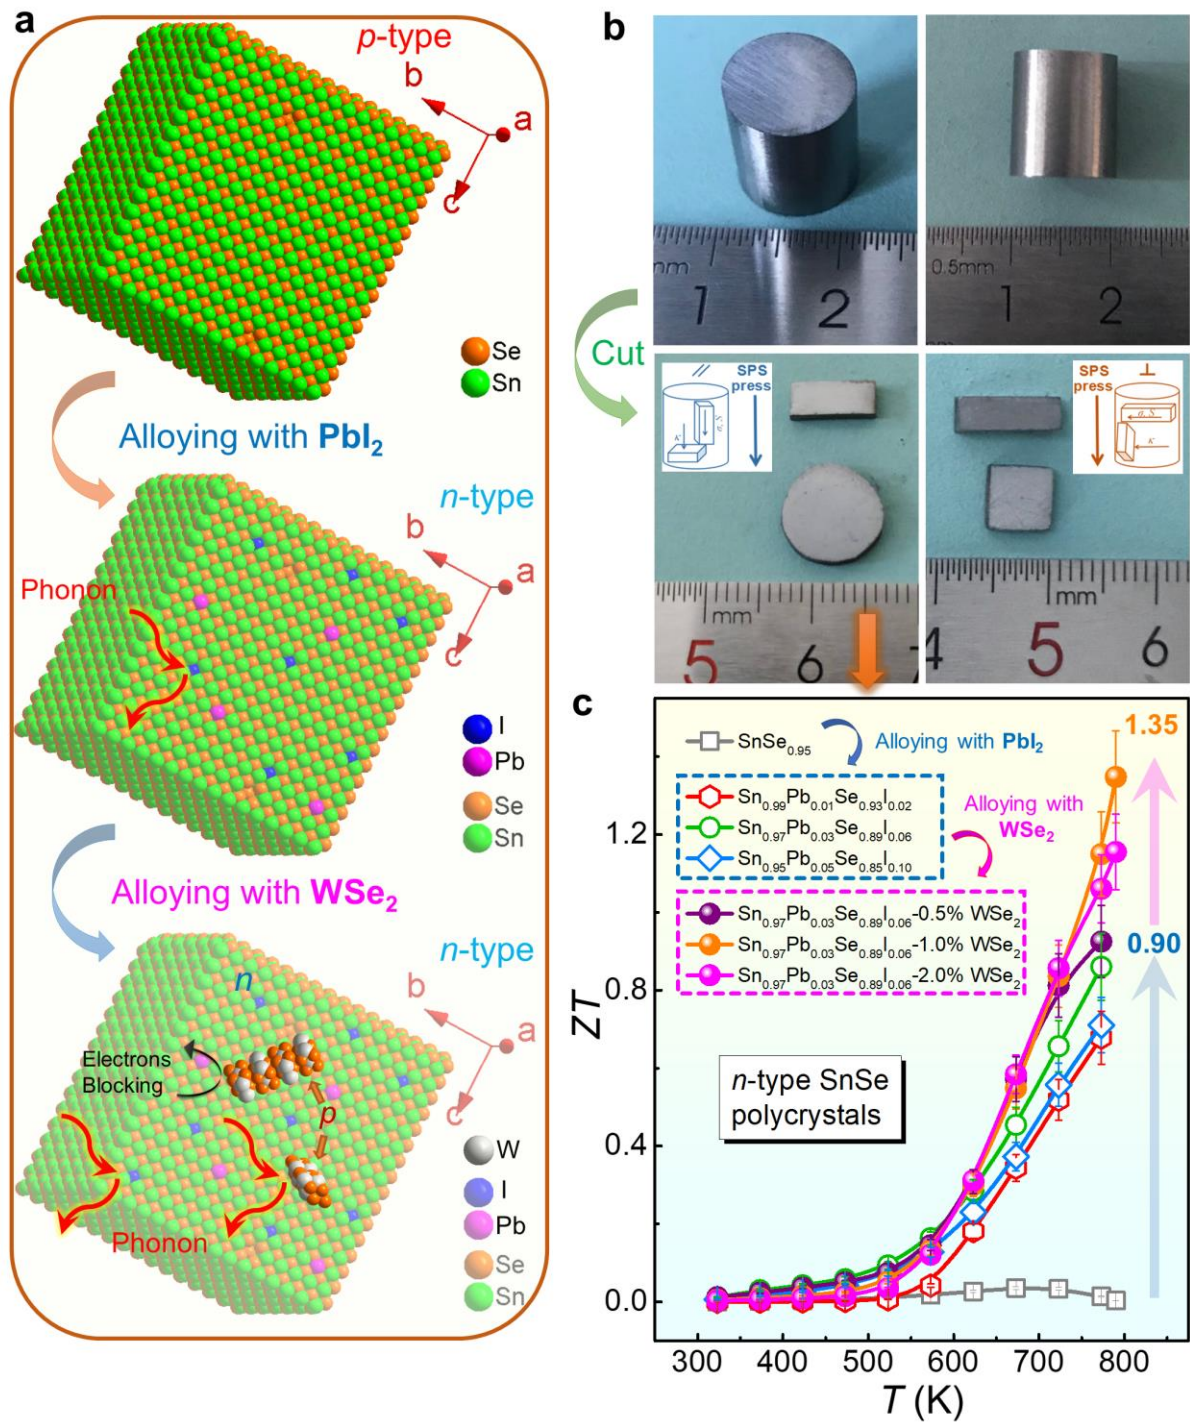 a
p-type
b
a
c
Se
Sn
Alloying with PbI₂
n-type
b
a
c
Phonon
I
Pb
Se
Sn
Alloying with WSe₂
n-type
n
b
a
c
Electrons
Blocking
p
Phonon
W
I
Pb
Se
Sn
b
1 2
0.5mm
1 2
Cut
//
SPS
press
σ, S
κ
SPS
press
⊥
σ, S
κ
mm
5 6
mm
4 5 6
c
SnSe₀.₉₅
Alloying with PbI₂
Sn₀.₉₉Pb₀.₀₁Se₀.₉₃I₀.₀₂
Sn₀.₉₇Pb₀.₀₃Se₀.₈₉I₀.₀₆
Sn₀.₉₅Pb₀.₀₅Se₀.₈₅I₀.₁₀
Alloying with
WSe₂
Sn₀.₉₇Pb₀.₀₃Se₀.₈₉I₀.₀₆-0.5% WSe₂
Sn₀.₉₇Pb₀.₀₃Se₀.₈₉I₀.₀₆-1.0% WSe₂
Sn₀.₉₇Pb₀.₀₃Se₀.₈₉I₀.₀₆-2.0% WSe₂
1.35
0.90
n-type SnSe
polycrystals
ZT
1.2
0.8
0.4
0.0
300 400 500 600 700 800
T (K)